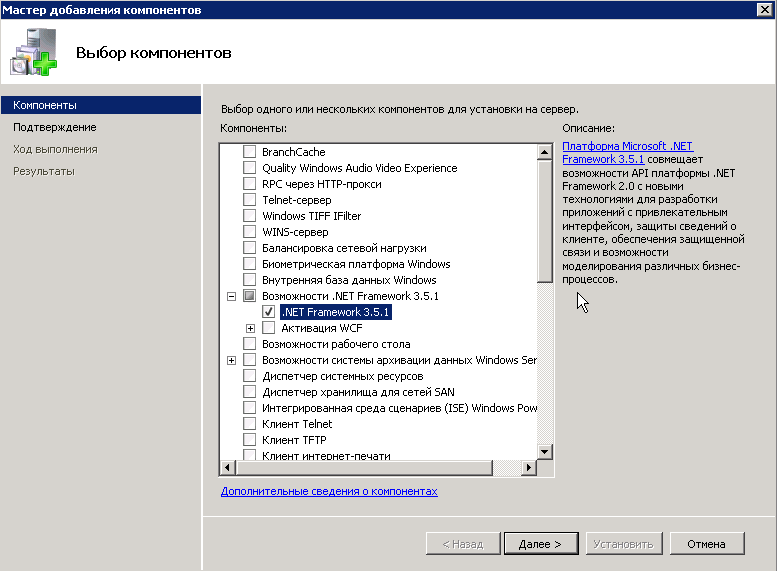 Мастер добавления компонентов
Выбор компонентов
Компоненты
Подтверждение
Ход выполнения
Результаты
Выбор одного или нескольких компонентов для установки на сервер.
Компоненты:
BranchCache
Quality Windows Audio Video Experience
RPC через HTTP-прокси
Telnet-сервер
Windows TIFF IFilter
WINS-сервер
Балансировка сетевой нагрузки
Биометрическая платформа Windows
Внутренняя база данных Windows
Возможности .NET Framework 3.5.1
.NET Framework 3.5.1
Активация WCF
Возможности рабочего стола
Возможности системы архивации данных Windows Ser
Диспетчер системных ресурсов
Диспетчер хранилища для сетей SAN
Интегрированная среда сценариев (ISE) Windows Pow
Клиент Telnet
Клиент TFTP
Клиент интернет-печати
Описание:
Платформа Microsoft .NET
Framework 3.5.1 совмещает
возможности API платформы .NET
Framework 2.0 с новыми
технологиями для разработки
приложений с привлекательным
интерфейсом, защиты сведений о
клиенте, обеспечения защищенной
связи и возможности
моделирования различных бизнес-
процессов.
Дополнительные сведения о компонентах
< Назад
Далее >
Установить
Отмена